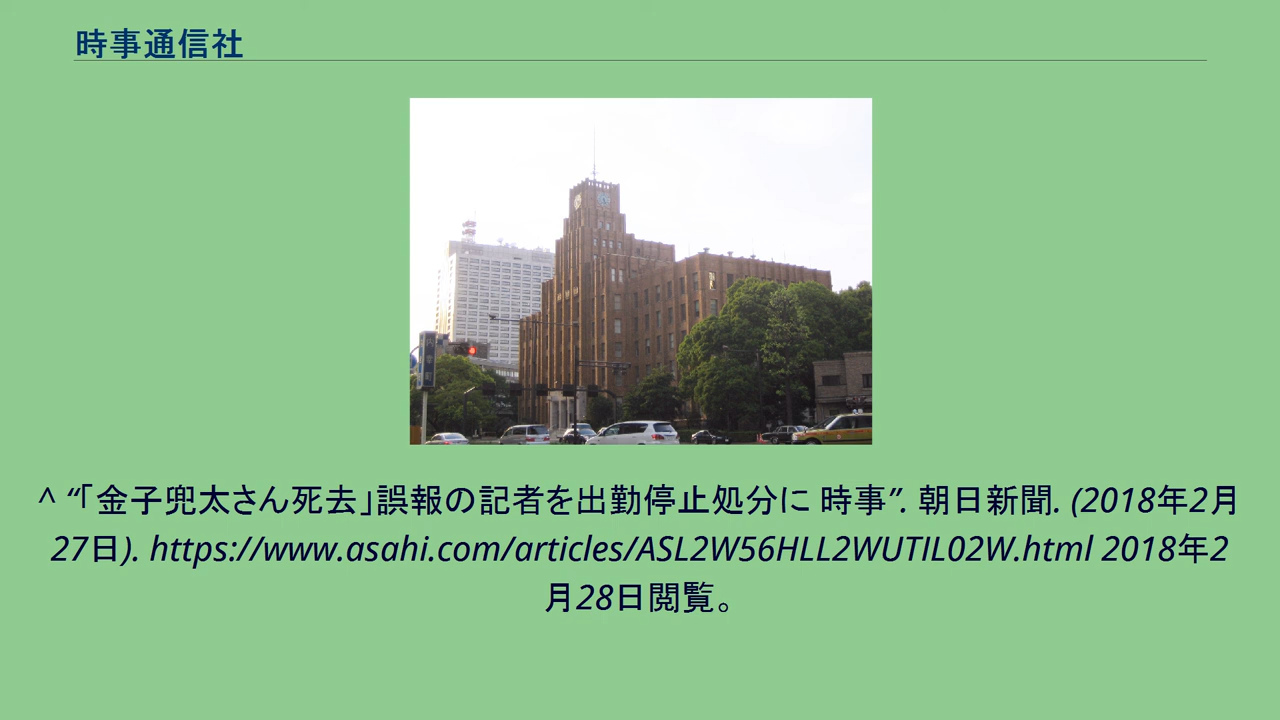 時事通信社
^ “「金子兜太さん死去」誤報の記者を出勤停止処分に 時事”. 朝日新聞. (2018年2月
27日). https://www.asahi.com/articles/ASL2W56HLL2WUTIL02W.html 2018年2
月28日閲覧。